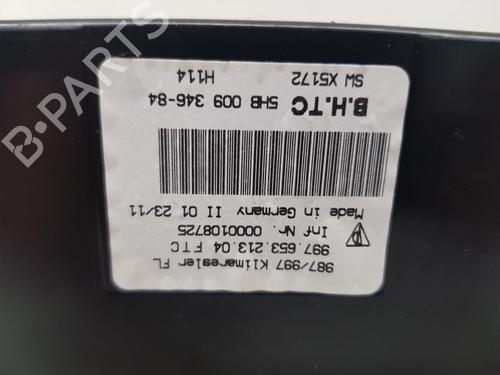 987/997 Klimaregler FL
997.653.213.04 FTC
Inf Nr. 0000108725
Made in Germany II 01 23/11
B.H.TC 5HB 009 346-84
H114
SW X5172
B-PARTS